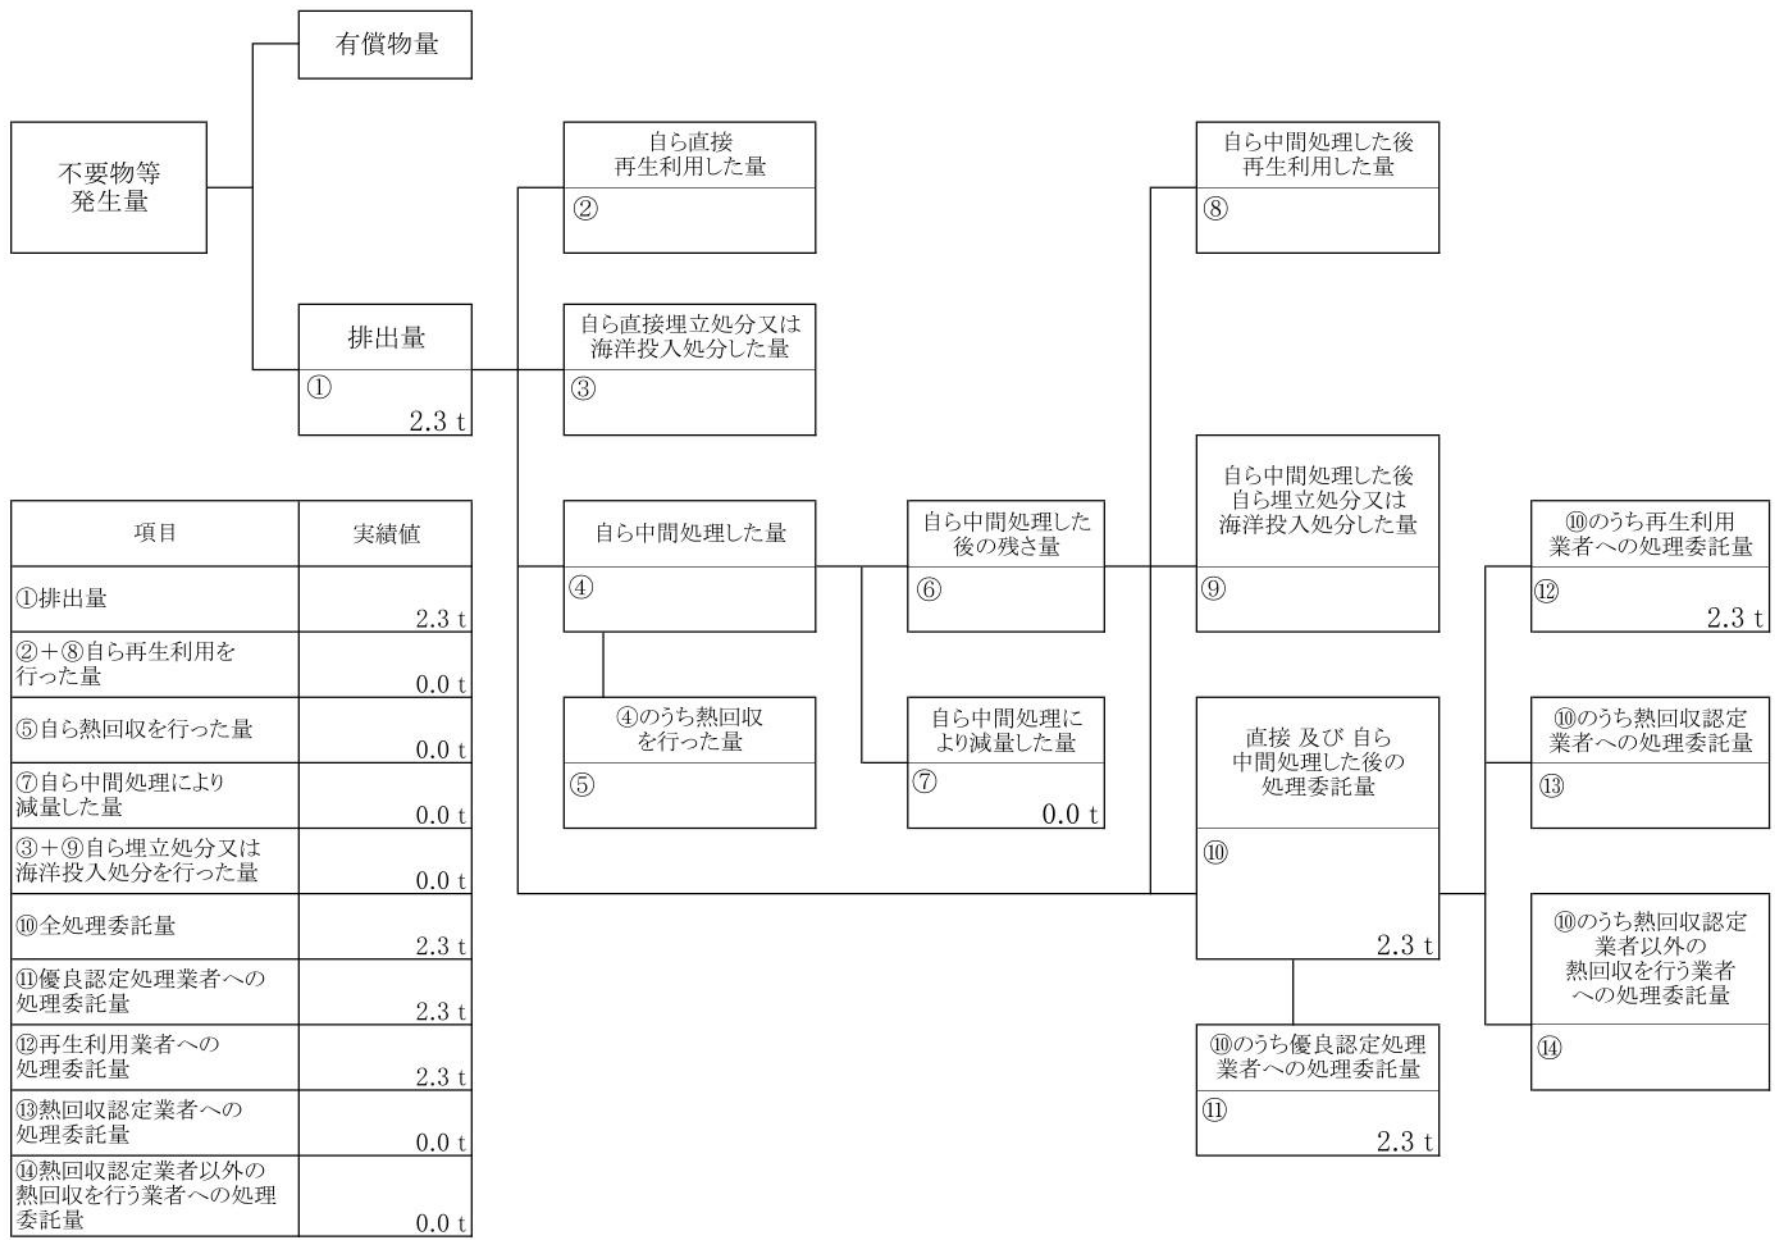 有償物量
不要物等
発生量
排出量
①
2.3 t
自ら直接
再生利用した量
②
自ら直接埋立処分又は
海洋投入処分した量
③
自ら中間処理した量
④
④のうち熱回収
を行った量
⑤
自ら中間処理した
後の残さ量
⑥
自ら中間処理に
より減量した量
⑦
0.0 t
自ら中間処理した後
再生利用した量
⑧
自ら中間処理した後
自ら埋立処分又は
海洋投入処分した量
⑨
直接 及び 自ら
中間処理した後の
処理委託量
⑩
2.3 t
⑩のうち優良認定処理
業者への処理委託量
⑪
2.3 t
⑩のうち再生利用
業者への処理委託量
⑫
2.3 t
⑩のうち熱回収認定
業者への処理委託量
⑬
⑩のうち熱回収認定
業者以外の
熱回収を行う業者
への処理委託量
⑭
項目 実績値
①排出量
2.3 t
②＋⑧自ら再生利用を
行った量
0.0 t
⑤自ら熱回収を行った量
0.0 t
⑦自ら中間処理により
減量した量
0.0 t
③＋⑨自ら埋立処分又は
海洋投入処分を行った量
0.0 t
⑩全処理委託量
2.3 t
⑪優良認定処理業者への
処理委託量
2.3 t
⑫再生利用業者への
処理委託量
2.3 t
⑬熱回収認定業者への
処理委託量
0.0 t
⑭熱回収認定業者以外の
熱回収を行う業者への処理
委託量
0.0 t